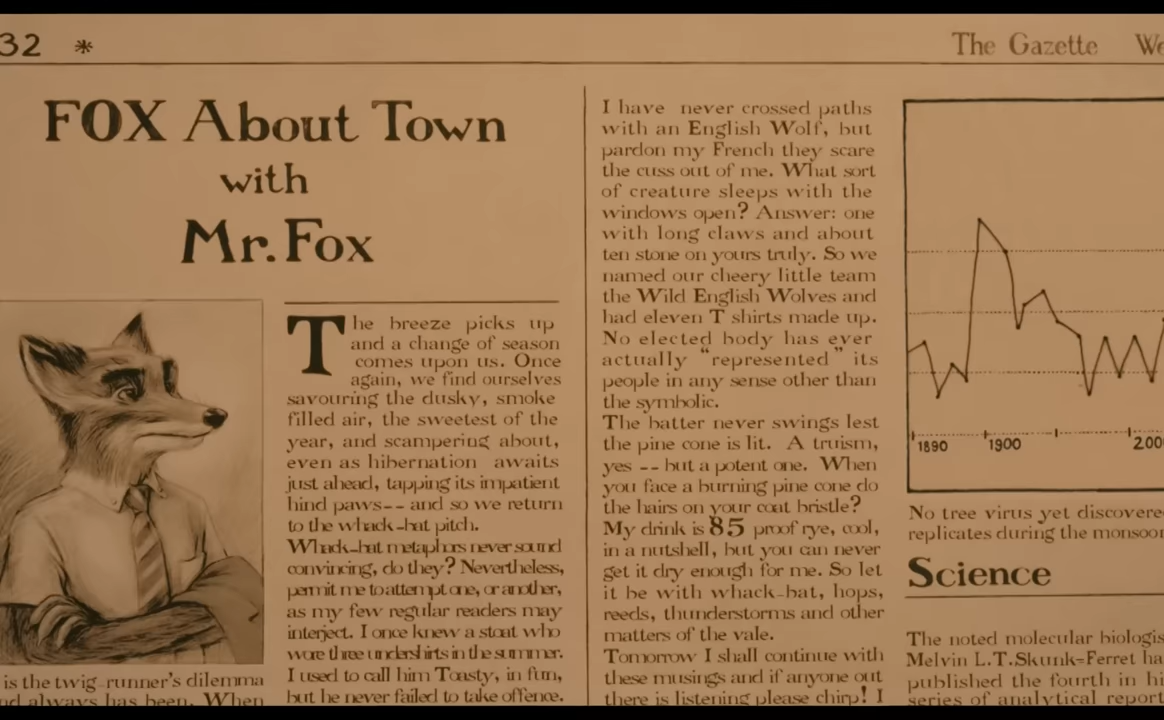 32 *
The Gazette
FOX About Town
with
Mr. Fox
The breeze picks up
and a change of season
comes upon us. Once
again, we find ourselves
savouring the dusky, smoke
filled air, the sweetest of the
year, and scampering about,
even as hibernation awaits
just ahead, tapping its impatient
hind paws-- and so we return
to the whack-bat pitch.
Whack-bat metaphors never sound
convincing, do they? Nevertheless,
permit me to attempt one, or another,
as my few regular readers may
interject. I once knew a stoat who
wore three undershirts in the summer.
I used to call him Toasty, in fun,
but he never failed to take offence.
is the twig-runner's dilemma
always has been. When
I have never crossed paths
with an English Wolf, but
pardon my French they scare
the cuss out of me. What sort
of creature sleeps with the
windows open? Answer: one
with long claws and about
ten stone on yours truly. So we
named our cheery little team
the Wild English Wolves and
had eleven T shirts made up.
No elected body has ever
actually "represented" its
people in any sense other than
the symbolic.
The batter never swings lest
the pine cone is lit. A truism,
yes -- but a potent one. When
you face a burning pine cone do
the hairs on your coat bristle?
My drink is 85 proof rye, cool,
in a nutshell, but you can never
get it dry enough for me. So let
it be with whack-bat, hops,
reeds, thunderstorms and other
matters of the vale.
Tomorrow I shall continue with
these musings and if anyone out
there is listening please chirp! I
1890 1900 200
No tree virus yet discovere
replicates during the monsoon
Science
The noted molecular biologis
Melvin L.T.Skunk-Ferret ha
published the fourth in hi
series of analytical report